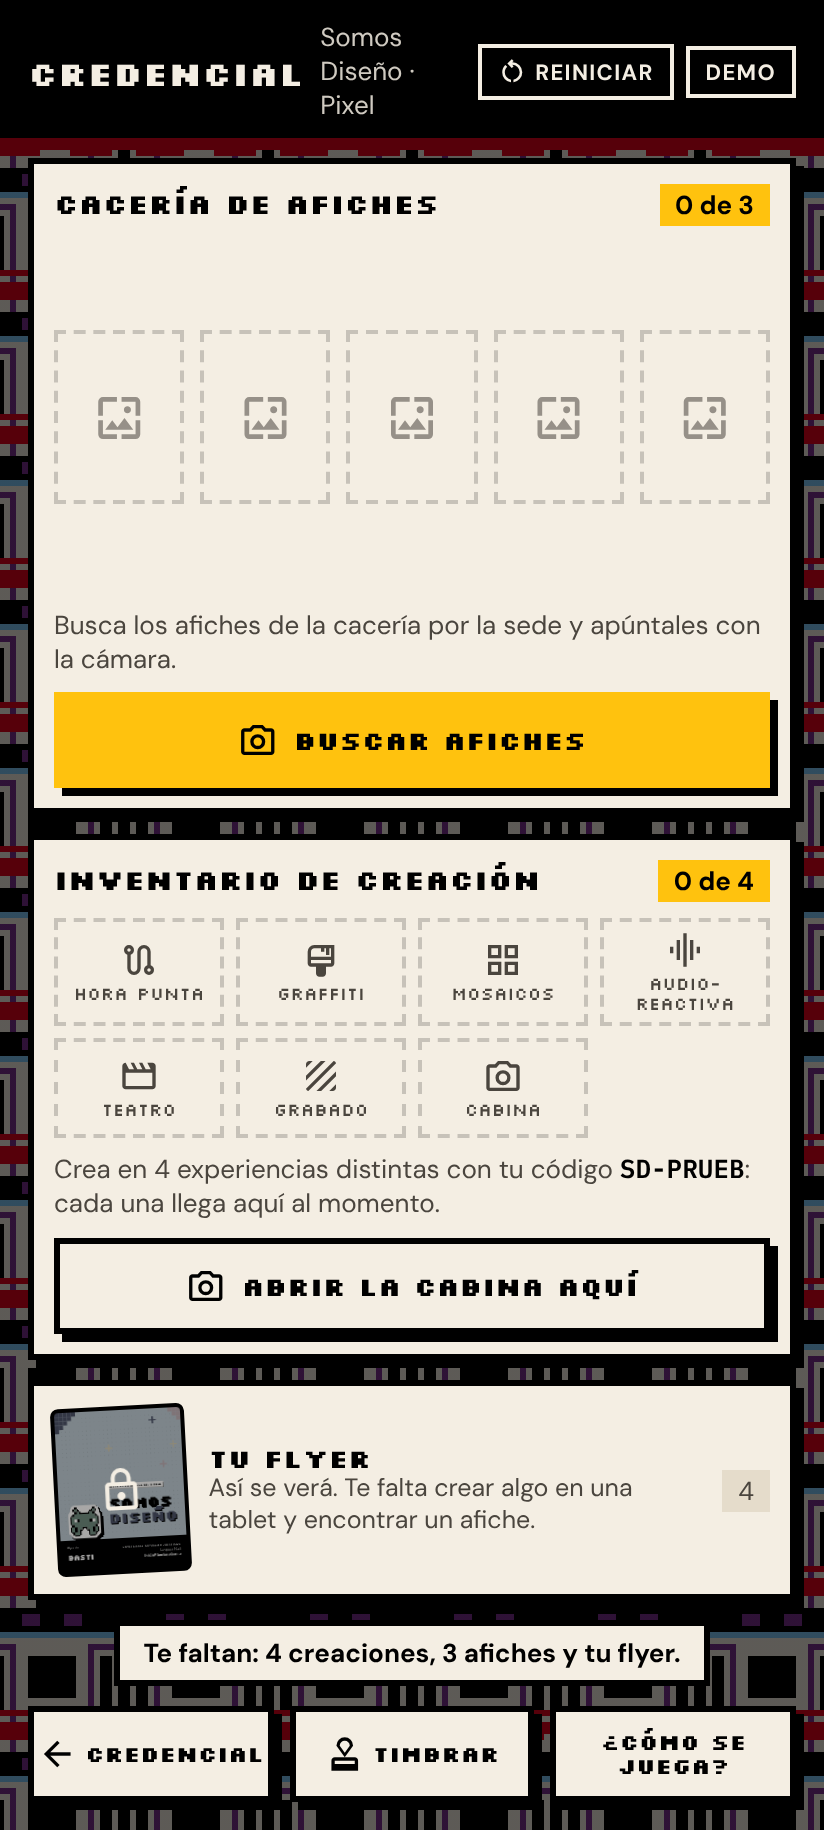 CREDENCIAL
Somos
Diseño ·
Pixel
REINICIAR
DEMO
CACERÍA DE AFICHES
0 de 3
Busca los afiches de la cacería por la sede y apúntales con
la cámara.
BUSCAR AFICHES
INVENTARIO DE CREACIÓN
0 de 4
HORA PUNTA
GRAFFITI
MOSAICOS
AUDIO-
REACTIVA
TEATRO
GRABADO
CABINA
Crea en 4 experiencias distintas con tu código SD-PRUEB:
cada una llega aquí al momento.
ABRIR LA CABINA AQUÍ
SOMOS
DISEÑO
BASTI
TU FLYER
Así se verá. Te falta crear algo en una
tablet y encontrar un afiche.
4
Te faltan: 4 creaciones, 3 afiches y tu flyer.
CREDENCIAL
TIMBRAR
¿CÓMO SE
JUEGA?